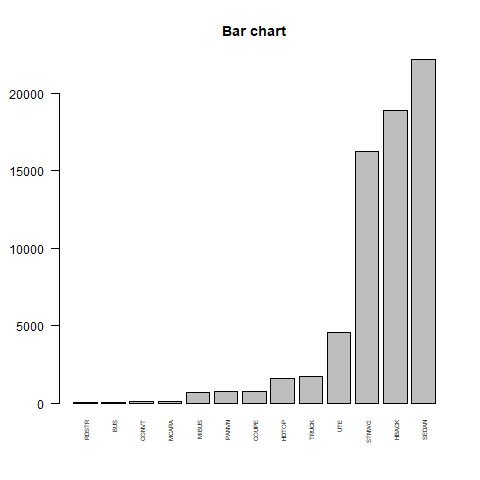 Bar chart
20000
15000
10000
5000
0
RDSTR
BUS
CONVT
MCARA
MIBUS
PANVN
COUPE
HDTOP
TRUCK
UTE
STNWG
HBACK
SEDAN